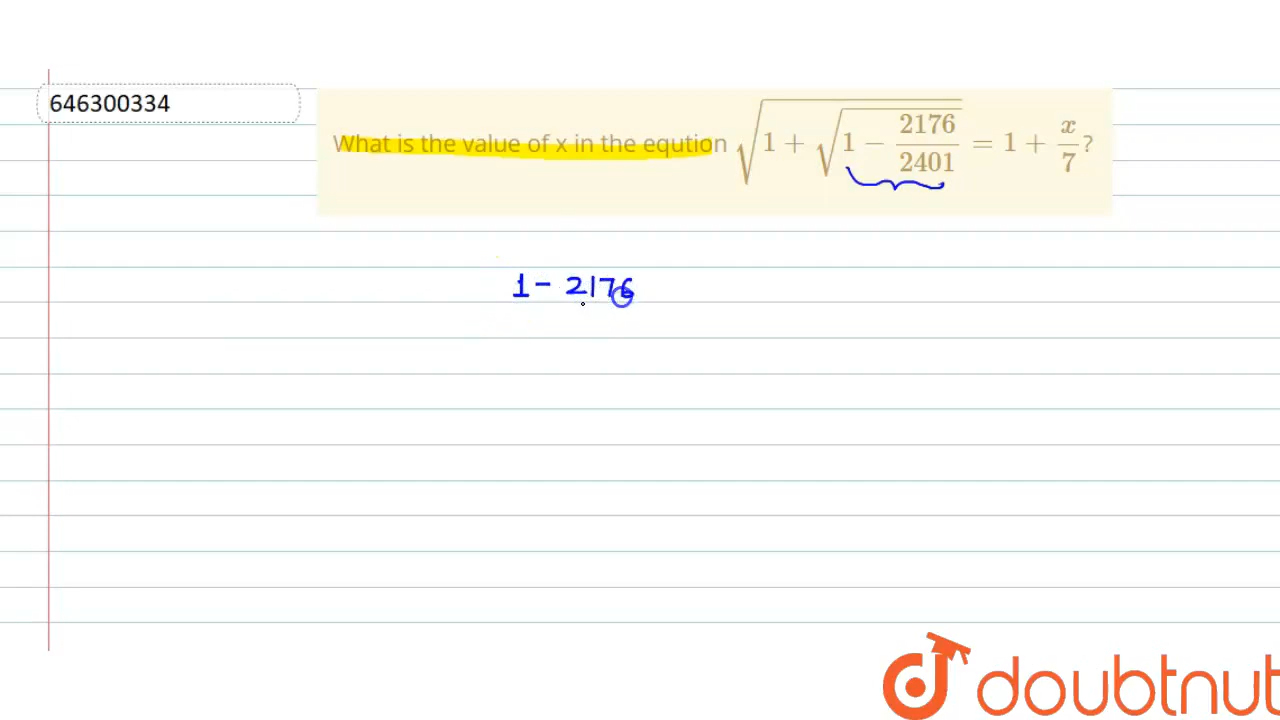 646300334
What is the value of x in the eqution √(1 + √(1 − 2176/2401)) = 1 + x/7?
1 - 2176
doubtnut